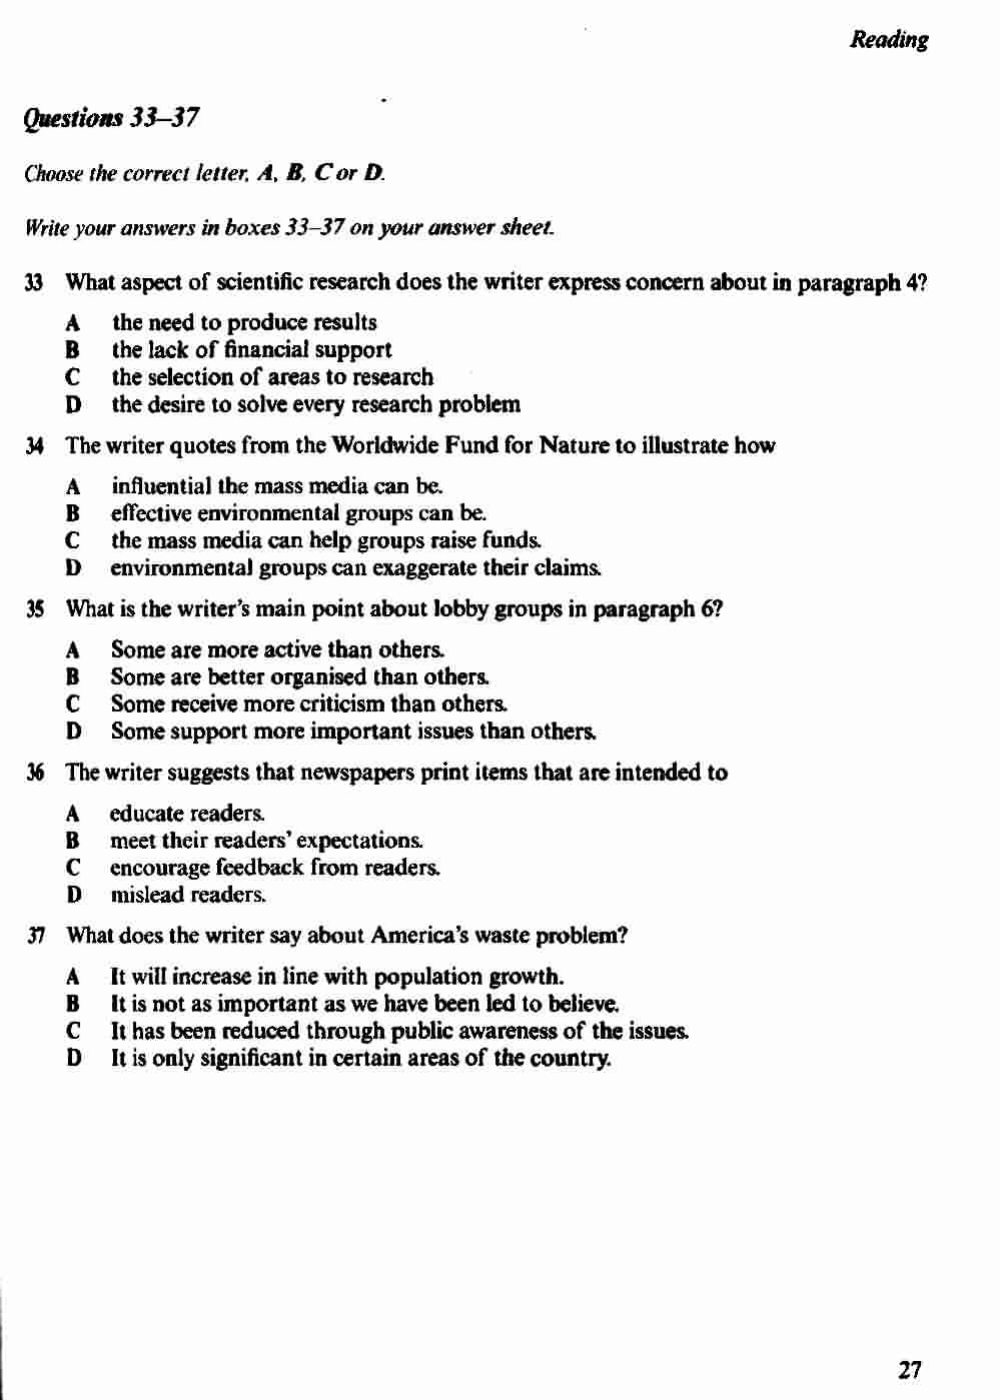 Reading
Questions 33–37
Choose the correct letter, A, B, C or D.
Write your answers in boxes 33–37 on your answer sheet.
33 What aspect of scientific research does the writer express concern about in paragraph 4?
A the need to produce results
B the lack of financial support
C the selection of areas to research
D the desire to solve every research problem
34 The writer quotes from the Worldwide Fund for Nature to illustrate how
A influential the mass media can be.
B effective environmental groups can be.
C the mass media can help groups raise funds.
D environmental groups can exaggerate their claims.
35 What is the writer's main point about lobby groups in paragraph 6?
A Some are more active than others.
B Some are better organised than others.
C Some receive more criticism than others.
D Some support more important issues than others.
36 The writer suggests that newspapers print items that are intended to
A educate readers.
B meet their readers' expectations.
C encourage feedback from readers.
D mislead readers.
37 What does the writer say about America's waste problem?
A It will increase in line with population growth.
B It is not as important as we have been led to believe.
C It has been reduced through public awareness of the issues.
D It is only significant in certain areas of the country.
27